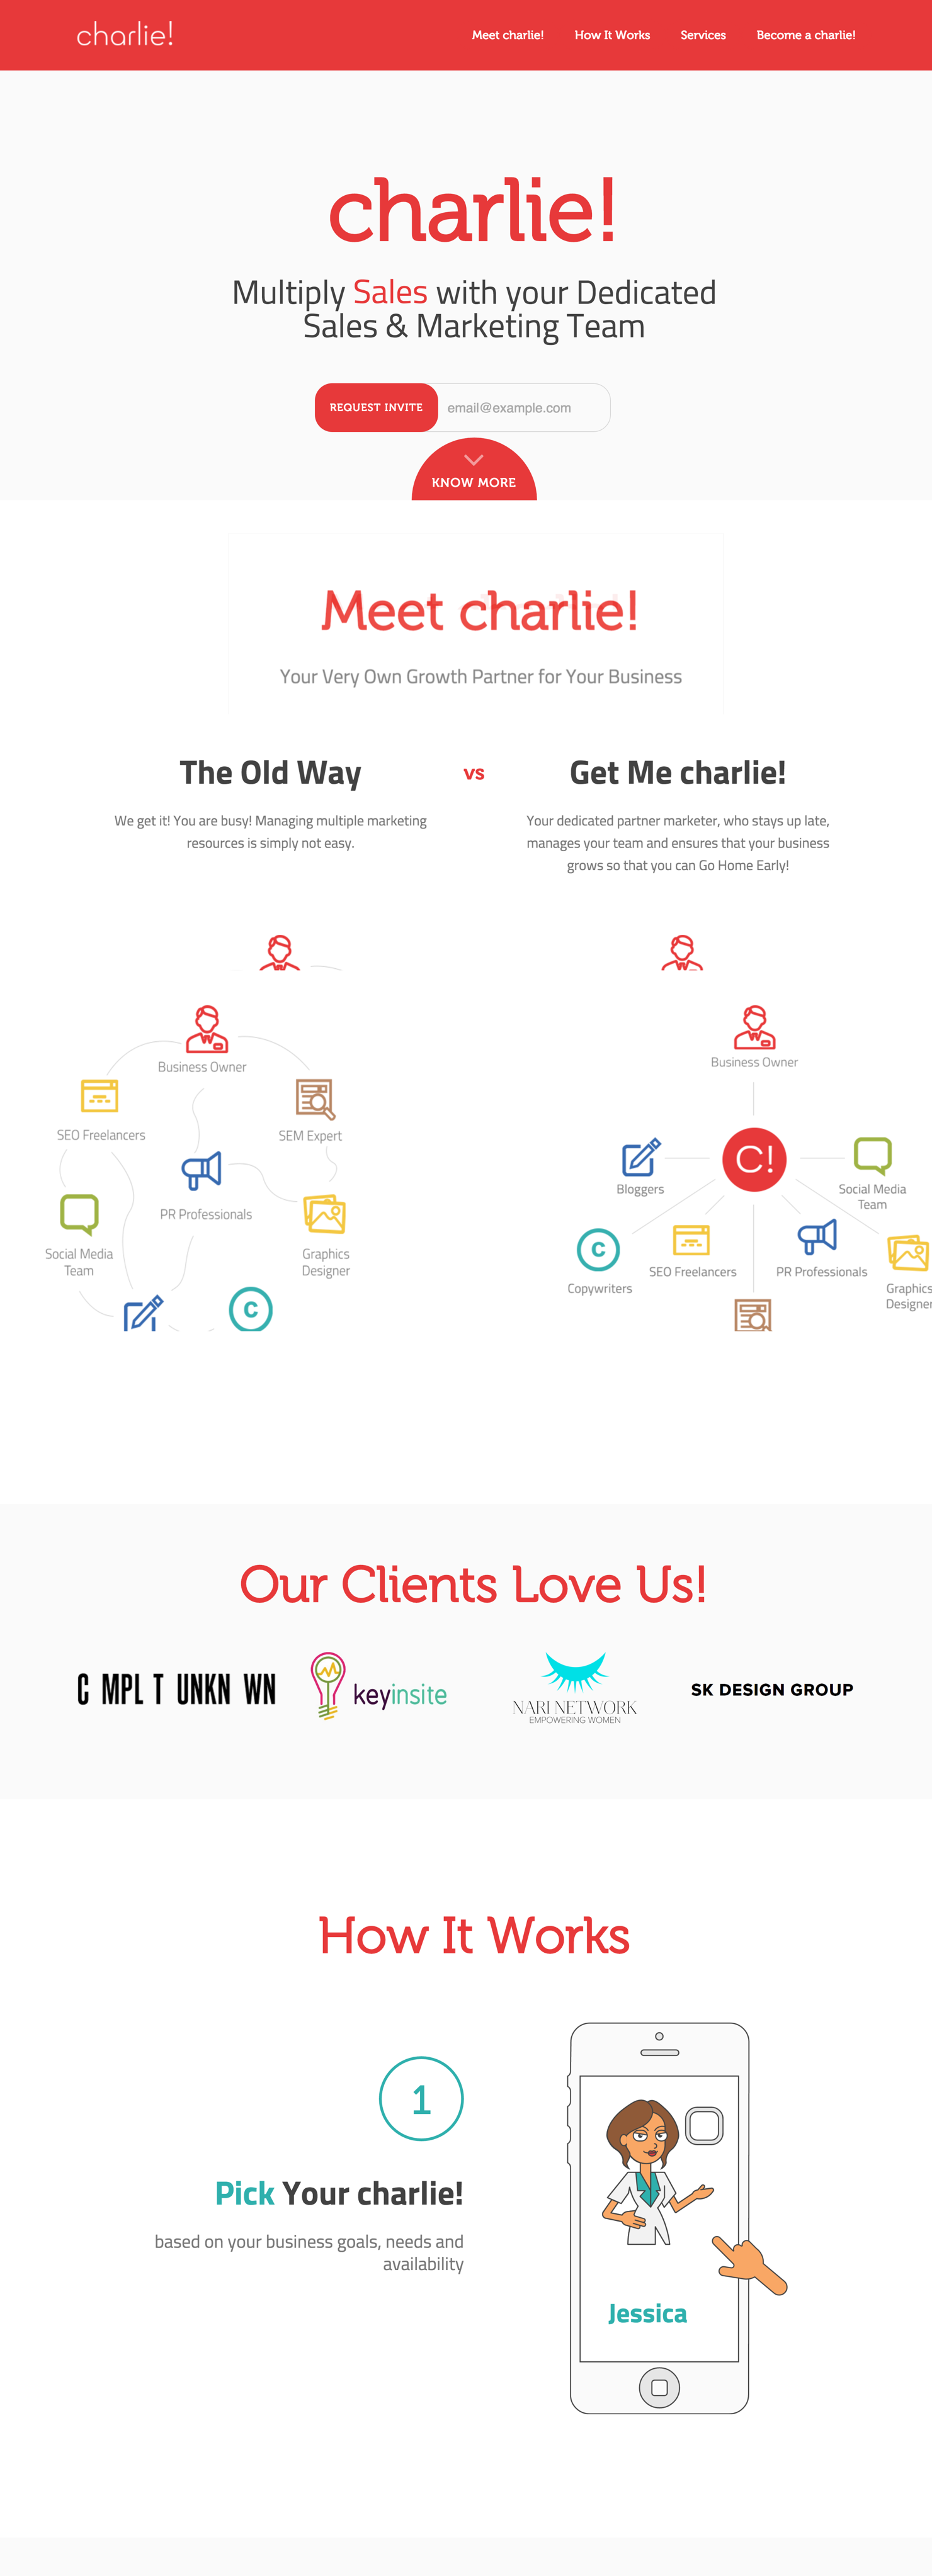 charlie!
Meet charlie!
How It Works
Services
Become a charlie!
charlie!
Multiply Sales with your Dedicated
Sales & Marketing Team
REQUEST INVITE
email@example.com
KNOW MORE
Meet charlie!
Your Very Own Growth Partner for Your Business
The Old Way
vs
Get Me charlie!
We get it! You are busy! Managing multiple marketing
resources is simply not easy.
Your dedicated partner marketer, who stays up late,
manages your team and ensures that your business
grows so that you can Go Home Early!
Business Owner
SEO Freelancers
SEM Expert
PR Professionals
Social Media
Team
Graphics
Designer
C
Business Owner
C!
Bloggers
Social Media
Team
C
Copywriters
SEO Freelancers
PR Professionals
Graphics
Designer
Our Clients Love Us!
C MPL T UNKN WN
keyinsite
NARI NETWORK
EMPOWERING WOMEN
SK DESIGN GROUP
How It Works
1
Pick Your charlie!
based on your business goals, needs and
availability
Jessica